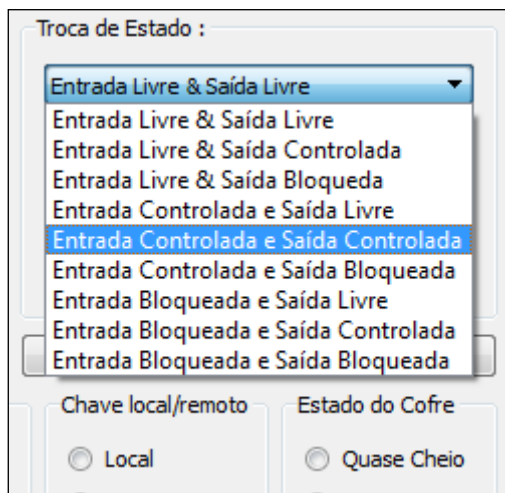 Troca de Estado :
Entrada Livre & Saída Livre
Entrada Livre & Saída Livre
Entrada Livre & Saída Controlada
Entrada Livre & Saída Bloqueda
Entrada Controlada e Saída Livre
Entrada Controlada e Saída Controlada
Entrada Controlada e Saída Bloqueada
Entrada Bloqueada e Saída Livre
Entrada Bloqueada e Saída Controlada
Entrada Bloqueada e Saída Bloqueada
Chave local/remoto
Estado do Cofre
Local
Quase Cheio